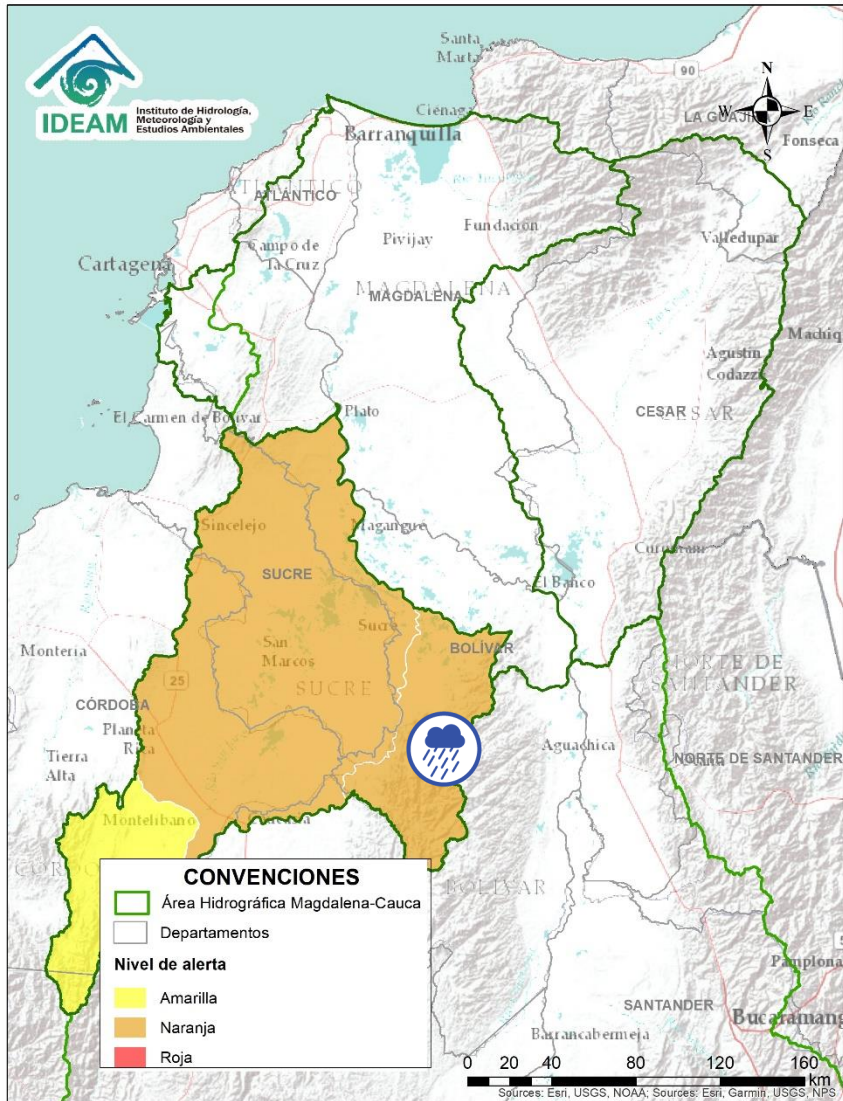 Santa
Marta
90
N
W E
S
LA GUAJIRA
Fonseca
IDEAM
Instituto de Hidrología,
Meteorología y
Estudios Ambientales
Ciénaga
Barranquilla
ATLÁNTICO
Campo de
la Cruz
Pivijay
Fundación
Valledupar
Cartagena
MAGDALENA
MAGDALENA
Agustín
Codazzi
CESAR
CESAR
El Carmen de Bolívar
Plato
Sincelejo
Magangue
Curumaní
SUCRE
El Banco
Sucre
San
Marcos
SUCRE
BOLÍVAR
Montería
25
NORTE DE
SANTANDER
CÓRDOBA
Planeta
Rica
Tierra
Alta
Aguachica
NORTE DE SANTANDER
Montelibano
BOLÍVAR
CONVENCIONES
Área Hidrográfica Magdalena-Cauca
Departamentos
Nivel de alerta
Amarilla
Naranja
Roja
Pamplona
SANTANDER
Barrancabermeja
0 20 40 80 120 160
km
Sources: Esri, USGS, NOAA; Sources: Esri, Garmin, USGS, NPS